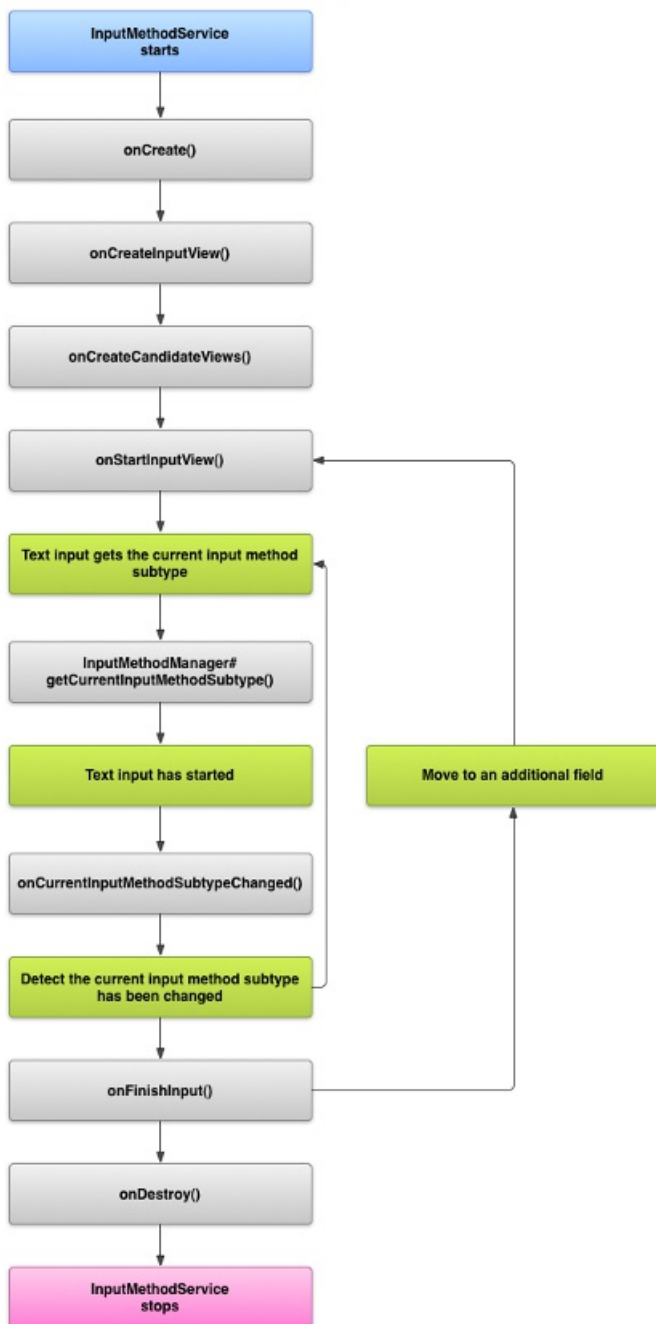 InputMethodService
starts
onCreate()
onCreateInputView()
onCreateCandidateViews()
onStartInputView()
Text input gets the current input method
subtype
InputMethodManager#
getCurrentInputMethodSubtype()
Text input has started
Move to an additional field
onCurrentInputMethodSubtypeChanged()
Detect the current input method subtype
has been changed
onFinishInput()
onDestroy()
InputMethodService
stops